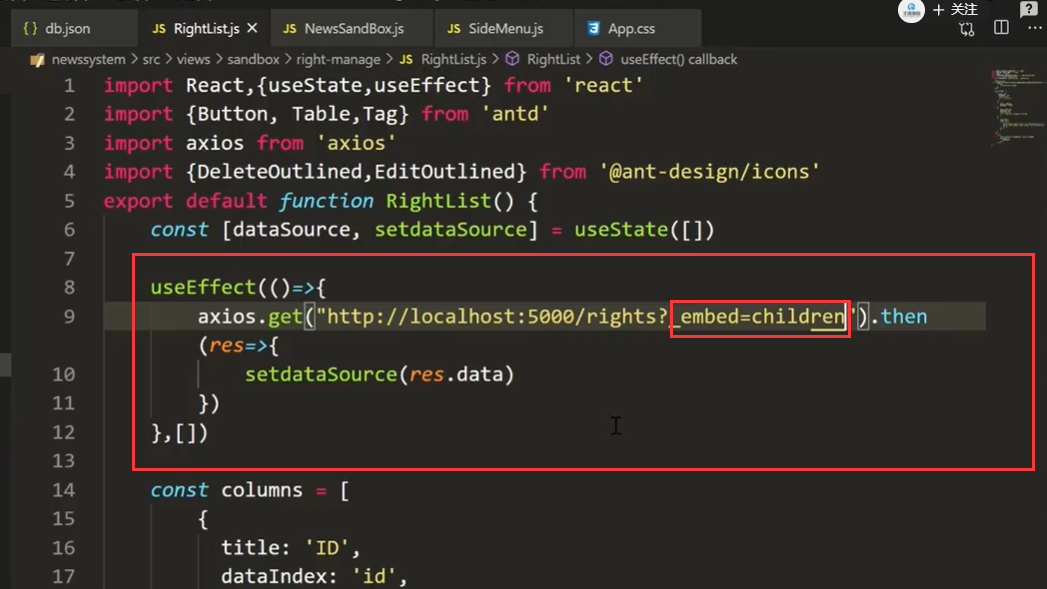 {} db.json
JS RightList.js ×
JS NewsSandBox.js
JS SideMenu.js
App.css
+ 关注
newssystem > src > views > sandbox > right-manage > JS RightList.js > RightList > useEffect() callback
1 import React,{useState,useEffect} from 'react'
2 import {Button, Table,Tag} from 'antd'
3 import axios from 'axios'
4 import {DeleteOutlined,EditOutlined} from '@ant-design/icons'
5 export default function RightList() {
6 const [dataSource, setdataSource] = useState([])
7
8 useEffect(()=>{
9 axios.get("http://localhost:5000/rights?_embed=children").then
(res=>{
10 setdataSource(res.data)
11 })
12 },[])
13
14 const columns = [
15 {
16 title: 'ID',
17 dataIndex: 'id',